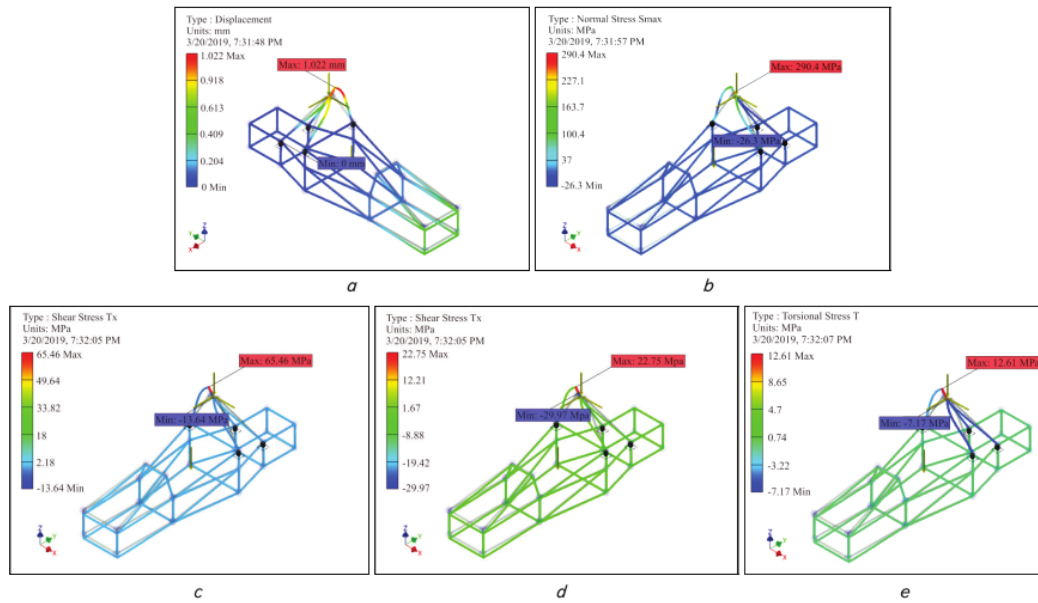 Type : Displacement
Units: mm
3/20/2019, 7:31:48 PM
1.022 Max
0.918
0.613
0.409
0.204
0 Min
Max: 1.022 mm
Min: 0 mm
Z
Y
X
a
Type : Normal Stress Smax
Units: MPa
3/20/2019, 7:31:57 PM
290.4 Max
227.1
163.7
100.4
37
-26.3 Min
Max: 290.4 MPa
Min: -26.3 MPa
Z
Y
X
b
Type : Shear Stress Tx
Units: MPa
3/20/2019, 7:32:05 PM
65.46 Max
49.64
33.82
18
2.18
-13.64 Min
Max: 65.46 MPa
Min: -13.64 MPa
Z
Y
X
c
Type : Shear Stress Tx
Units: MPa
3/20/2019, 7:32:05 PM
22.75 Max
12.21
1.67
-8.88
-19.42
-29.97
Max: 22.75 Mpa
Min: -29.97 Mpa
Z
Y
X
d
Type : Torsional Stress T
Units: MPa
3/20/2019, 7:32:07 PM
12.61 Max
8.65
4.7
0.74
-3.22
-7.17 Min
Max: 12.61 MPa
Min: -7.17 MPa
Z
Y
X
e